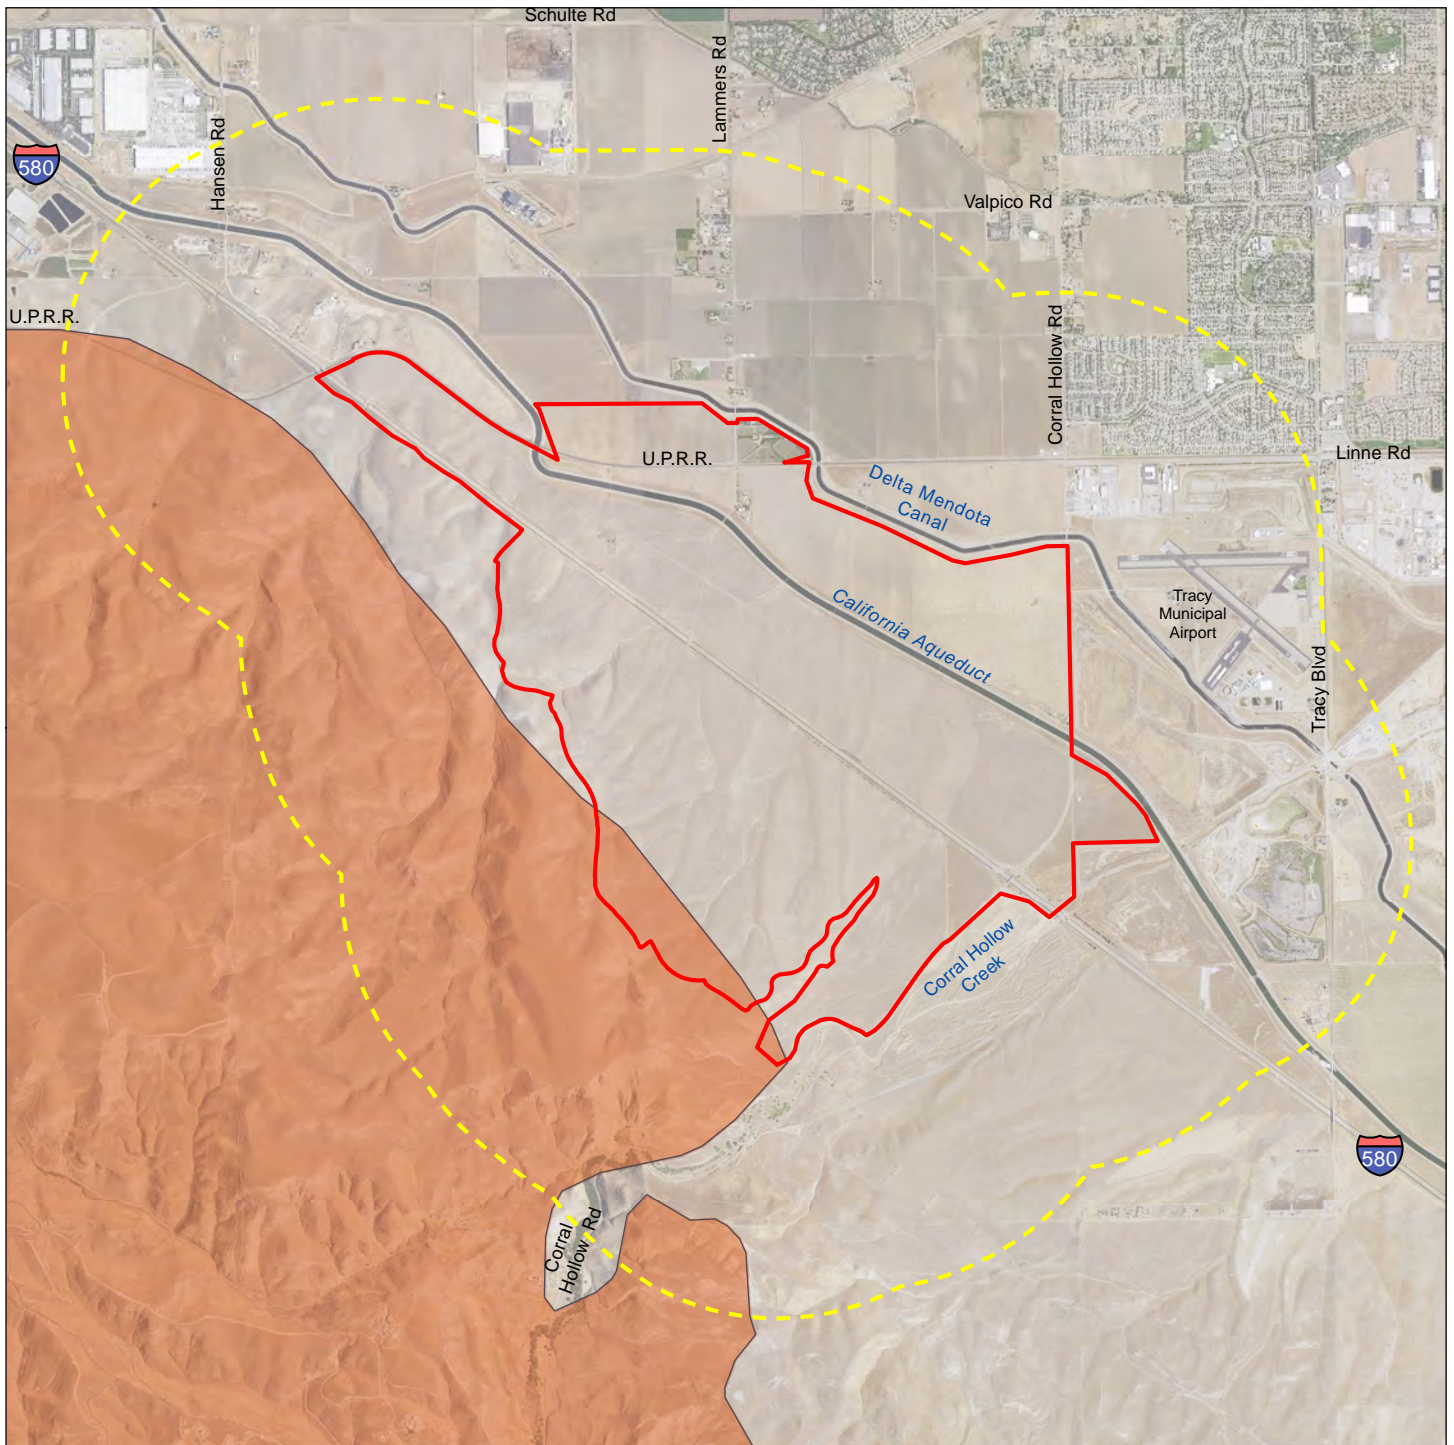 Schulte Rd
Lammers Rd
Hansen Rd
580
Valpico Rd
U.P.R.R.
Corral Hollow Rd
U.P.R.R.
Linne Rd
Delta Mendota
Canal
California Aqueduct
Tracy
Municipal
Airport
Tracy Blvd
Corral Hollow
Creek
580
Corral
Hollow Rd